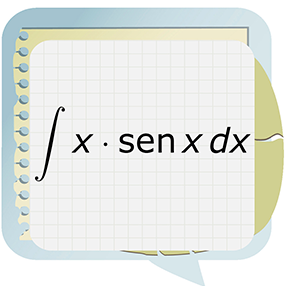 ∫ x · sen x dx